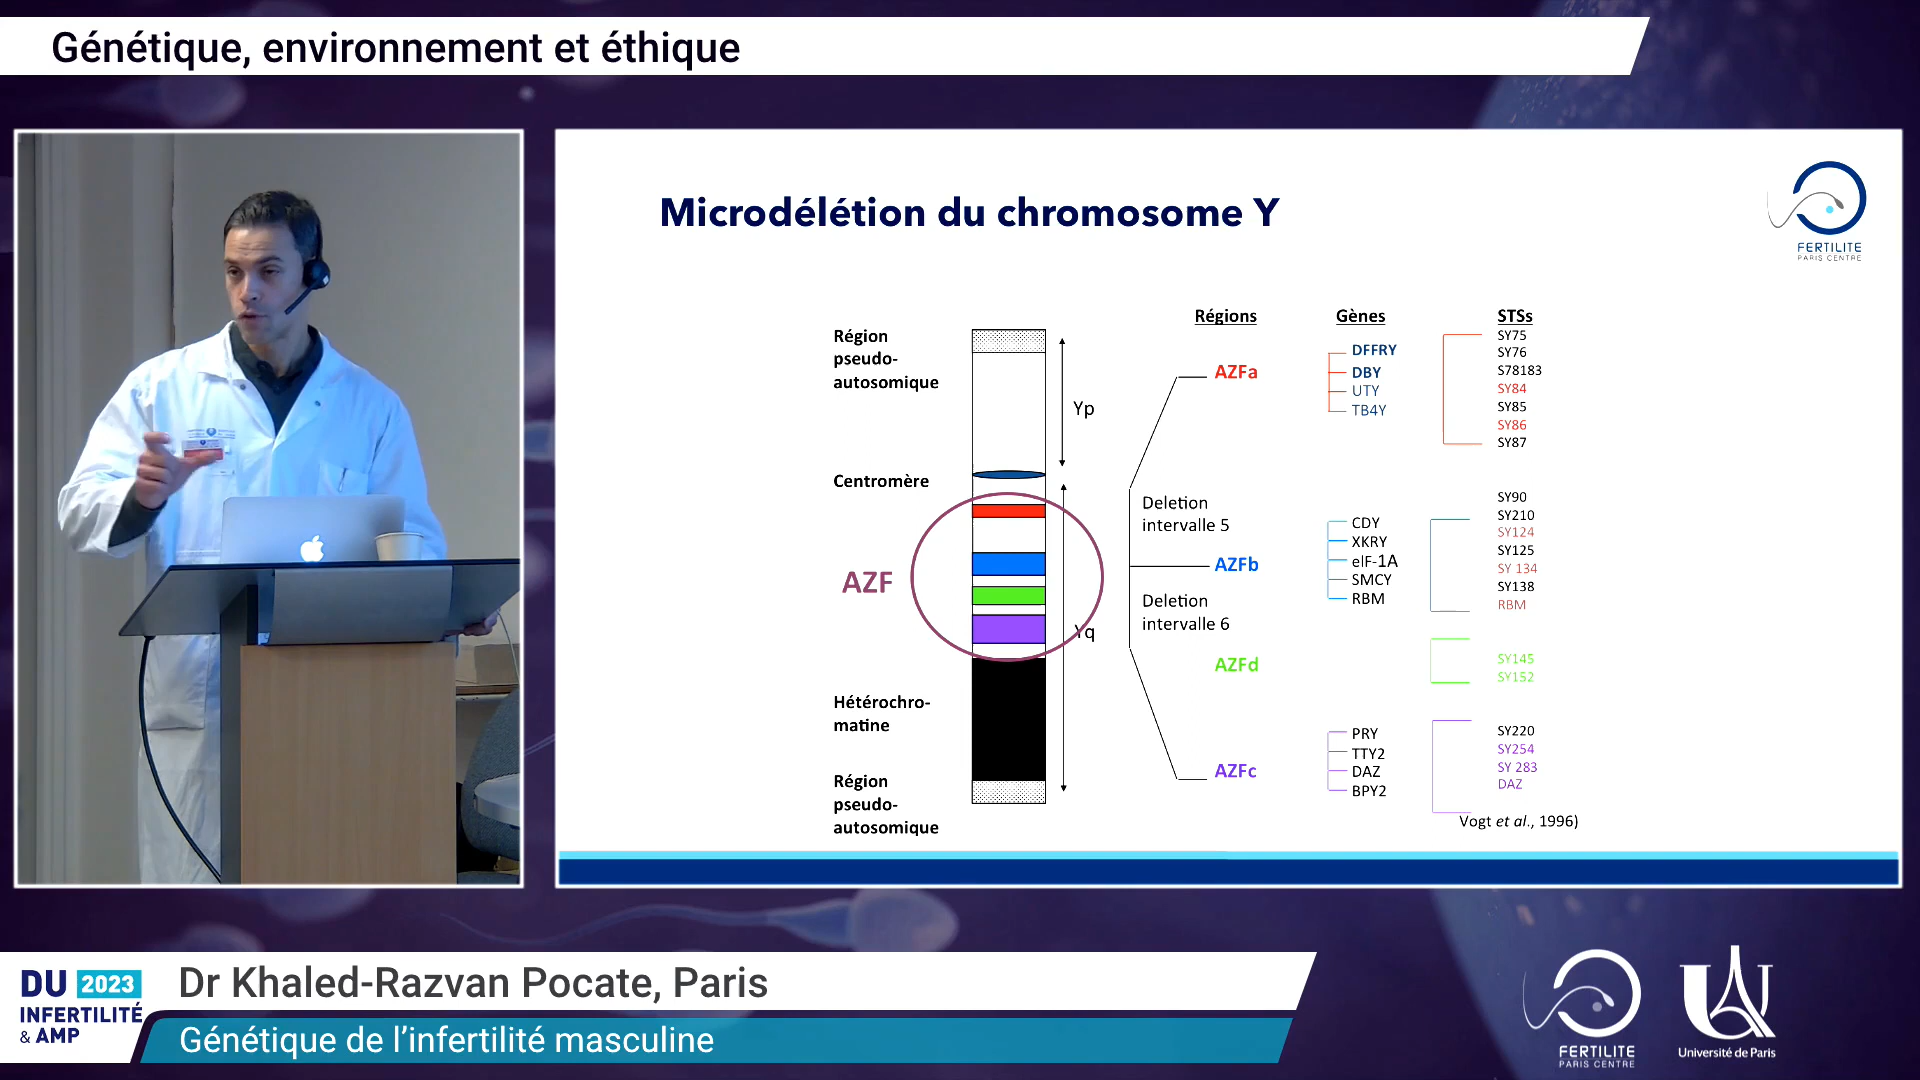 Génétique, environnement et éthique
Microdélétion du chromosome Y
FERTILITE
PARIS CENTRE
Région
pseudo-
autosomique
Centromère
AZF
Hétérochro-
matine
Région
pseudo-
autosomique
Yp
Yq
Régions
AZFa
Deletion
intervalle 5
AZFb
Deletion
intervalle 6
AZFd
AZFc
Gènes
DFFRY
DBY
UTY
TB4Y
CDY
XKRY
eIF-1A
SMCY
RBM
PRY
TTY2
DAZ
BPY2
STSs
SY75
SY76
S78183
SY84
SY85
SY86
SY87
SY90
SY210
SY124
SY125
SY 134
SY138
RBM
SY145
SY152
SY220
SY254
SY 283
DAZ
Vogt et al., 1996)
DU 2023
INFERTILITÉ
& AMP
Dr Khaled-Razvan Pocate, Paris
Génétique de l’infertilité masculine
FERTILITE
PARIS CENTRE
Université de Paris